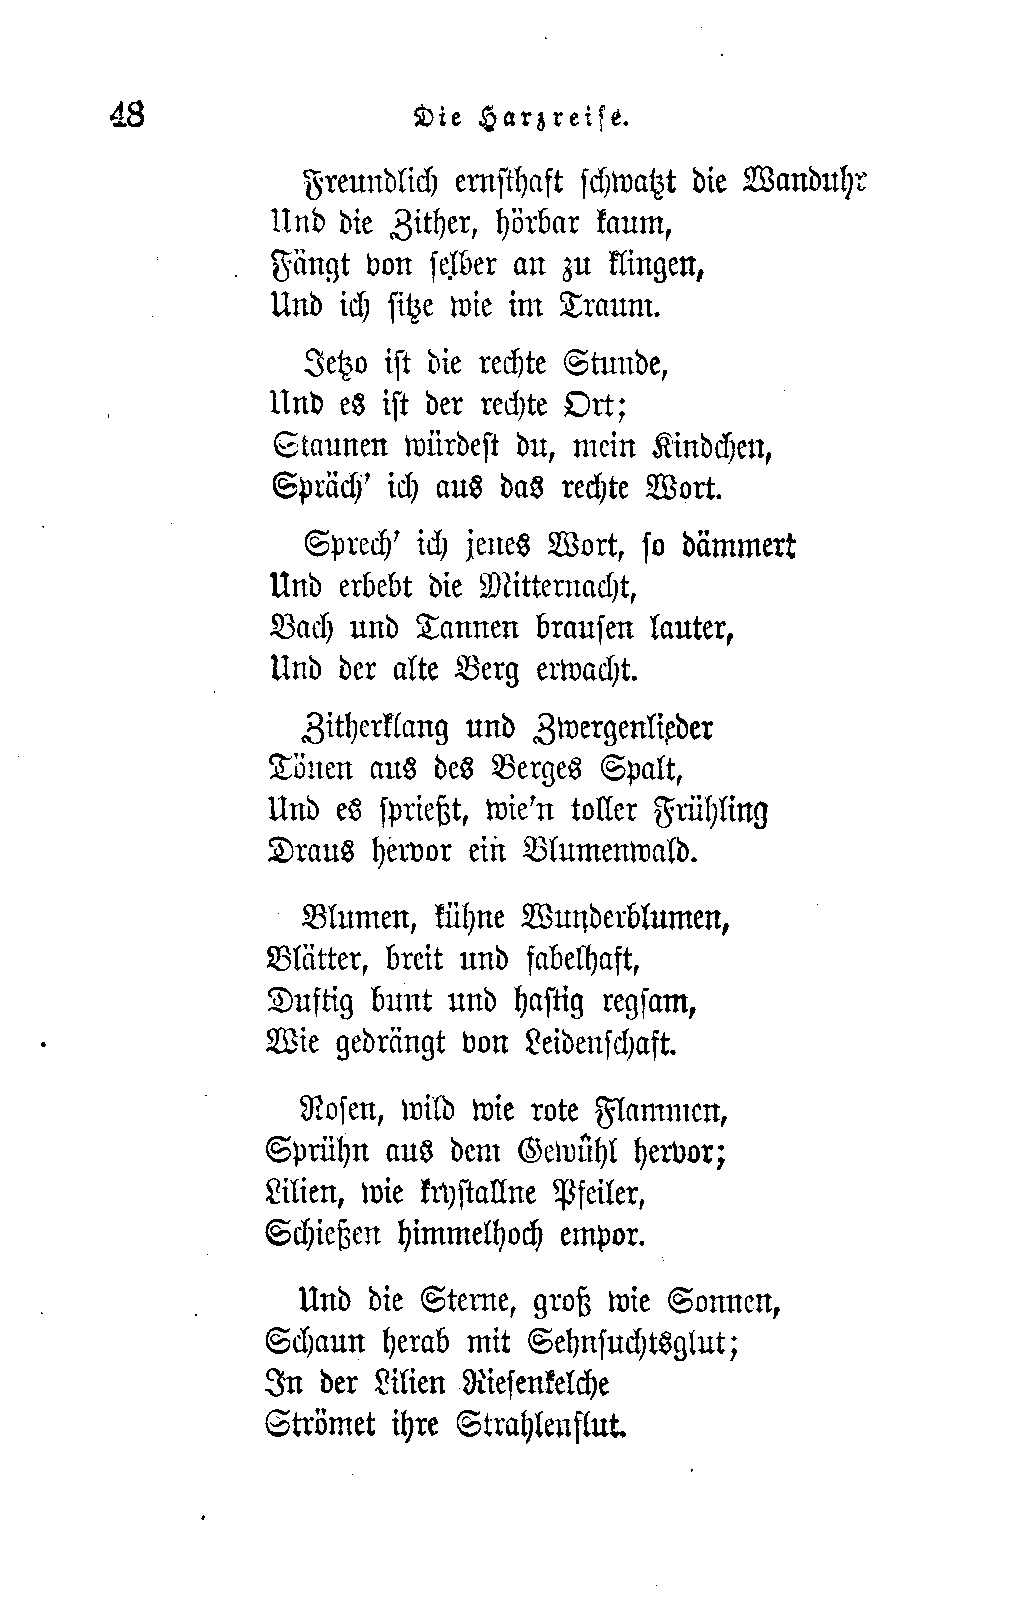 48 Die Harzreise.
Freundlich ernsthaft schwatzt die Wanduhr
Und die Zither, hörbar kaum,
Fängt von selber an zu klingen,
Und ich sitze wie im Traum.
Jetzo ist die rechte Stunde,
Und es ist der rechte Ort;
Staunen würdest du, mein Kindchen,
Spräch' ich aus das rechte Wort.
Sprech' ich jenes Wort, so dämmert
Und erbebt die Mitternacht,
Bach und Tannen brausen lauter,
Und der alte Berg erwacht.
Zitherklang und Zwergenlieder
Tönen aus des Berges Spalt,
Und es sprießt, wie'n toller Frühling
Draus hervor ein Blumenwald.
Blumen, kühne Wunderblumen,
Blätter, breit und fabelhaft,
Duftig bunt und hastig regsam,
Wie gedrängt von Leidenschaft.
Rosen, wild wie rote Flammen,
Sprühn aus dem Gewühl hervor;
Lilien, wie krystallne Pfeiler,
Schießen himmelhoch empor.
Und die Sterne, groß wie Sonnen,
Schaun herab mit Sehnsuchtsglut;
In der Lilien Riesenkelche
Strömet ihre Strahlenflut.